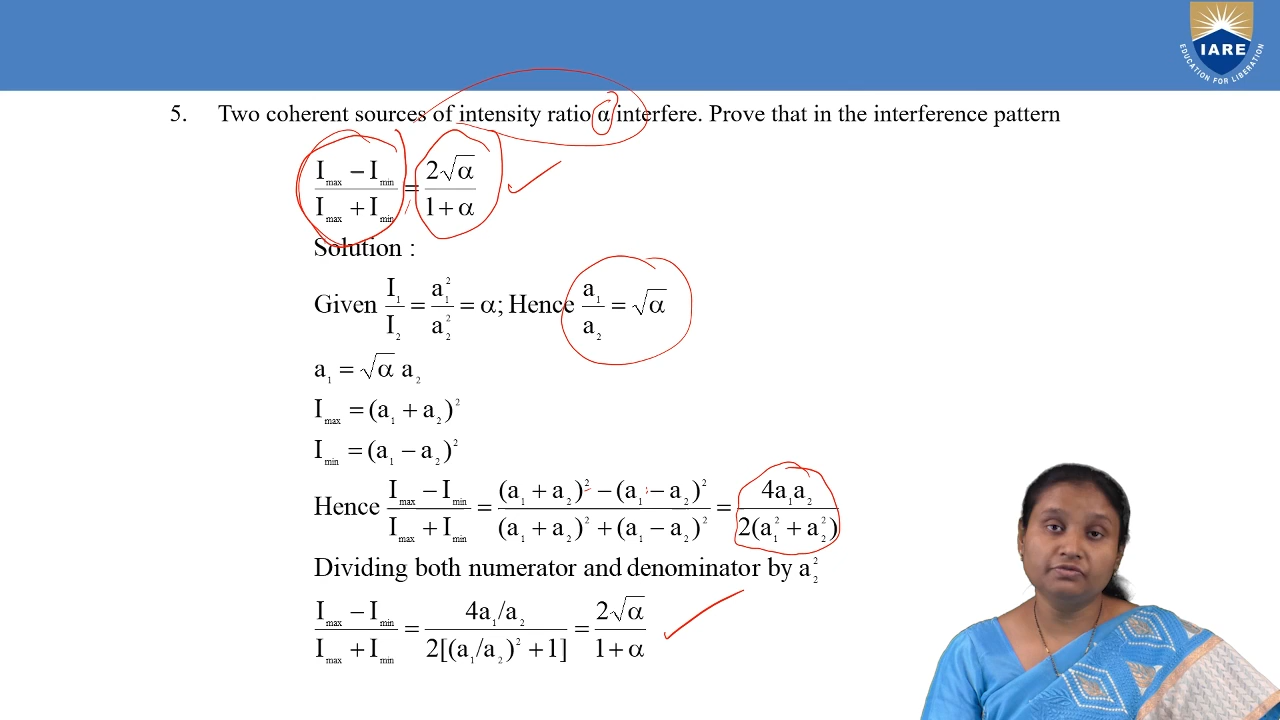 IARE
EDUCATION FOR LIBERATION
5. Two coherent sources of intensity ratio α interfere. Prove that in the interference pattern
(I_max − I_min)/(I_max + I_min) = 2√α/(1+α)
Solution :
Given I₁/I₂ = a₁²/a₂² = α; Hence a₁/a₂ = √α
a₁ = √α a₂
I_max = (a₁ + a₂)²
I_min = (a₁ − a₂)²
Hence (I_max − I_min)/(I_max + I_min) = ((a₁ + a₂)² − (a₁ − a₂)²)/((a₁ + a₂)² + (a₁ − a₂)²) = 4a₁a₂/2(a₁² + a₂²)
Dividing both numerator and denominator by a₂²
(I_max − I_min)/(I_max + I_min) = (4a₁/a₂)/(2[(a₁/a₂)² + 1]) = 2√α/(1+α)